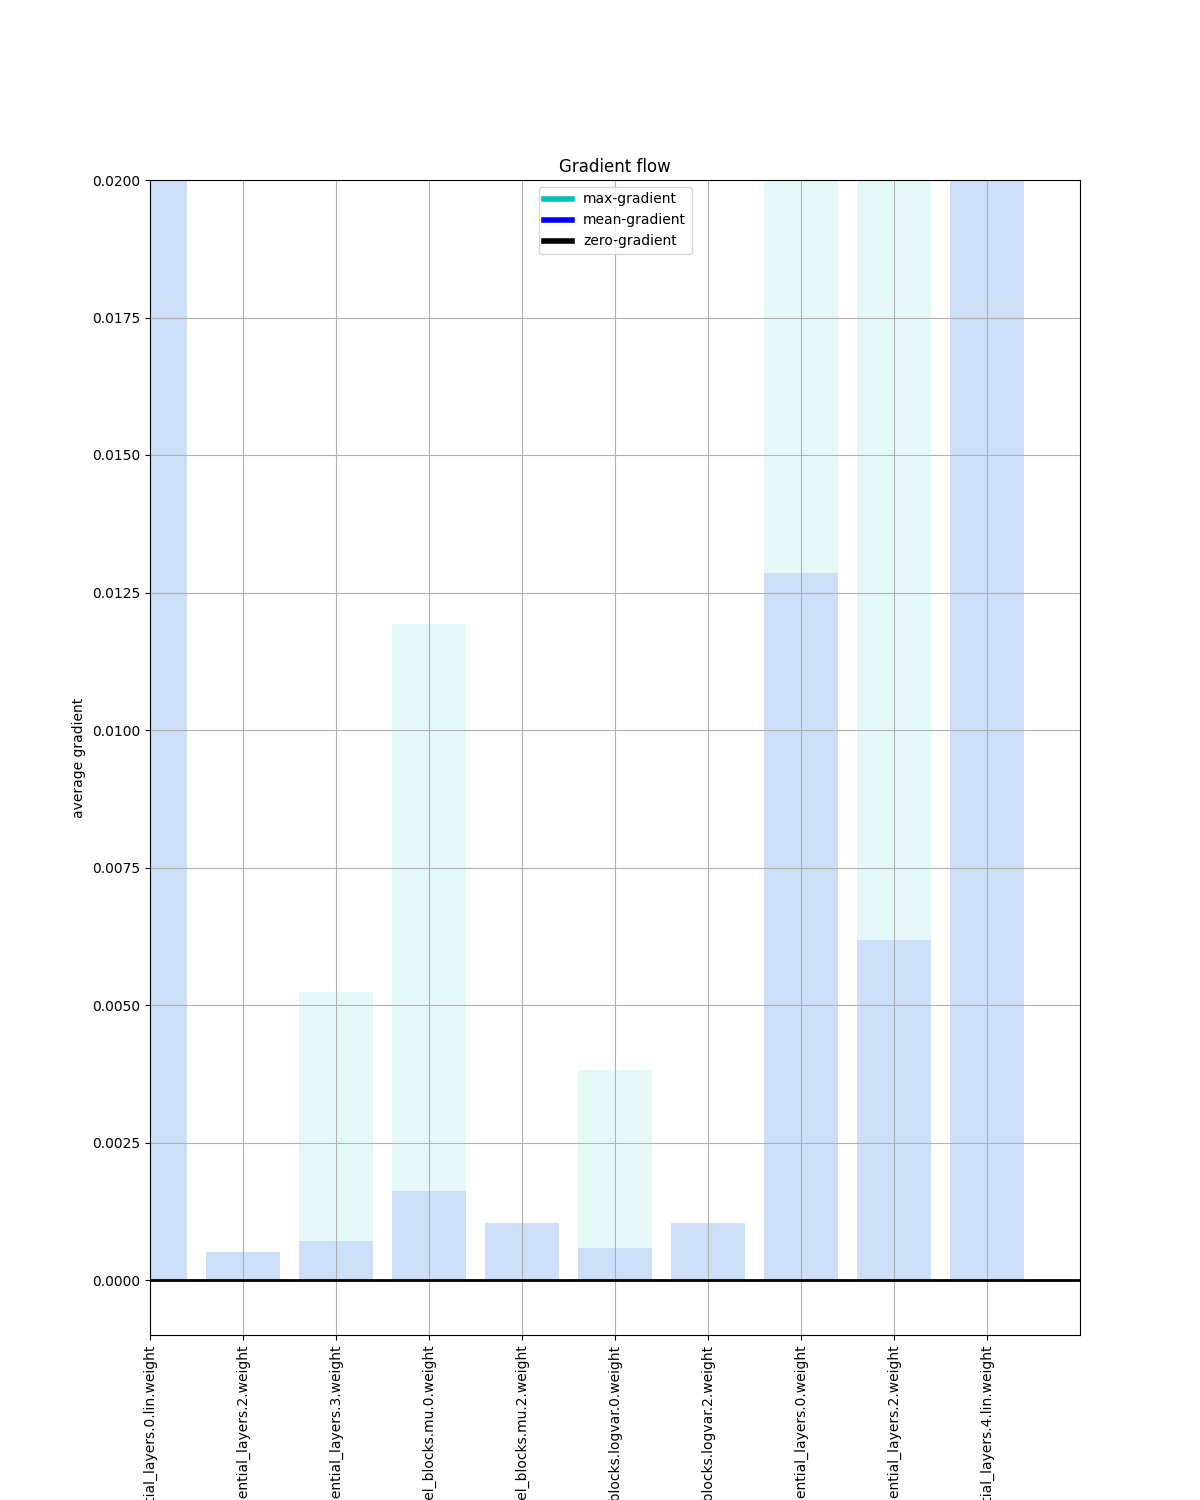 Gradient flow
max-gradient
mean-gradient
zero-gradient
0.0200
0.0175
0.0150
0.0125
0.0100
0.0075
0.0050
0.0025
0.0000
average gradient
tial_layers.0.lin.weight
ential_layers.2.weight
ential_layers.3.weight
el_blocks.mu.0.weight
el_blocks.mu.2.weight
blocks.logvar.0.weight
blocks.logvar.2.weight
ential_layers.0.weight
ential_layers.2.weight
tial_layers.4.lin.weight